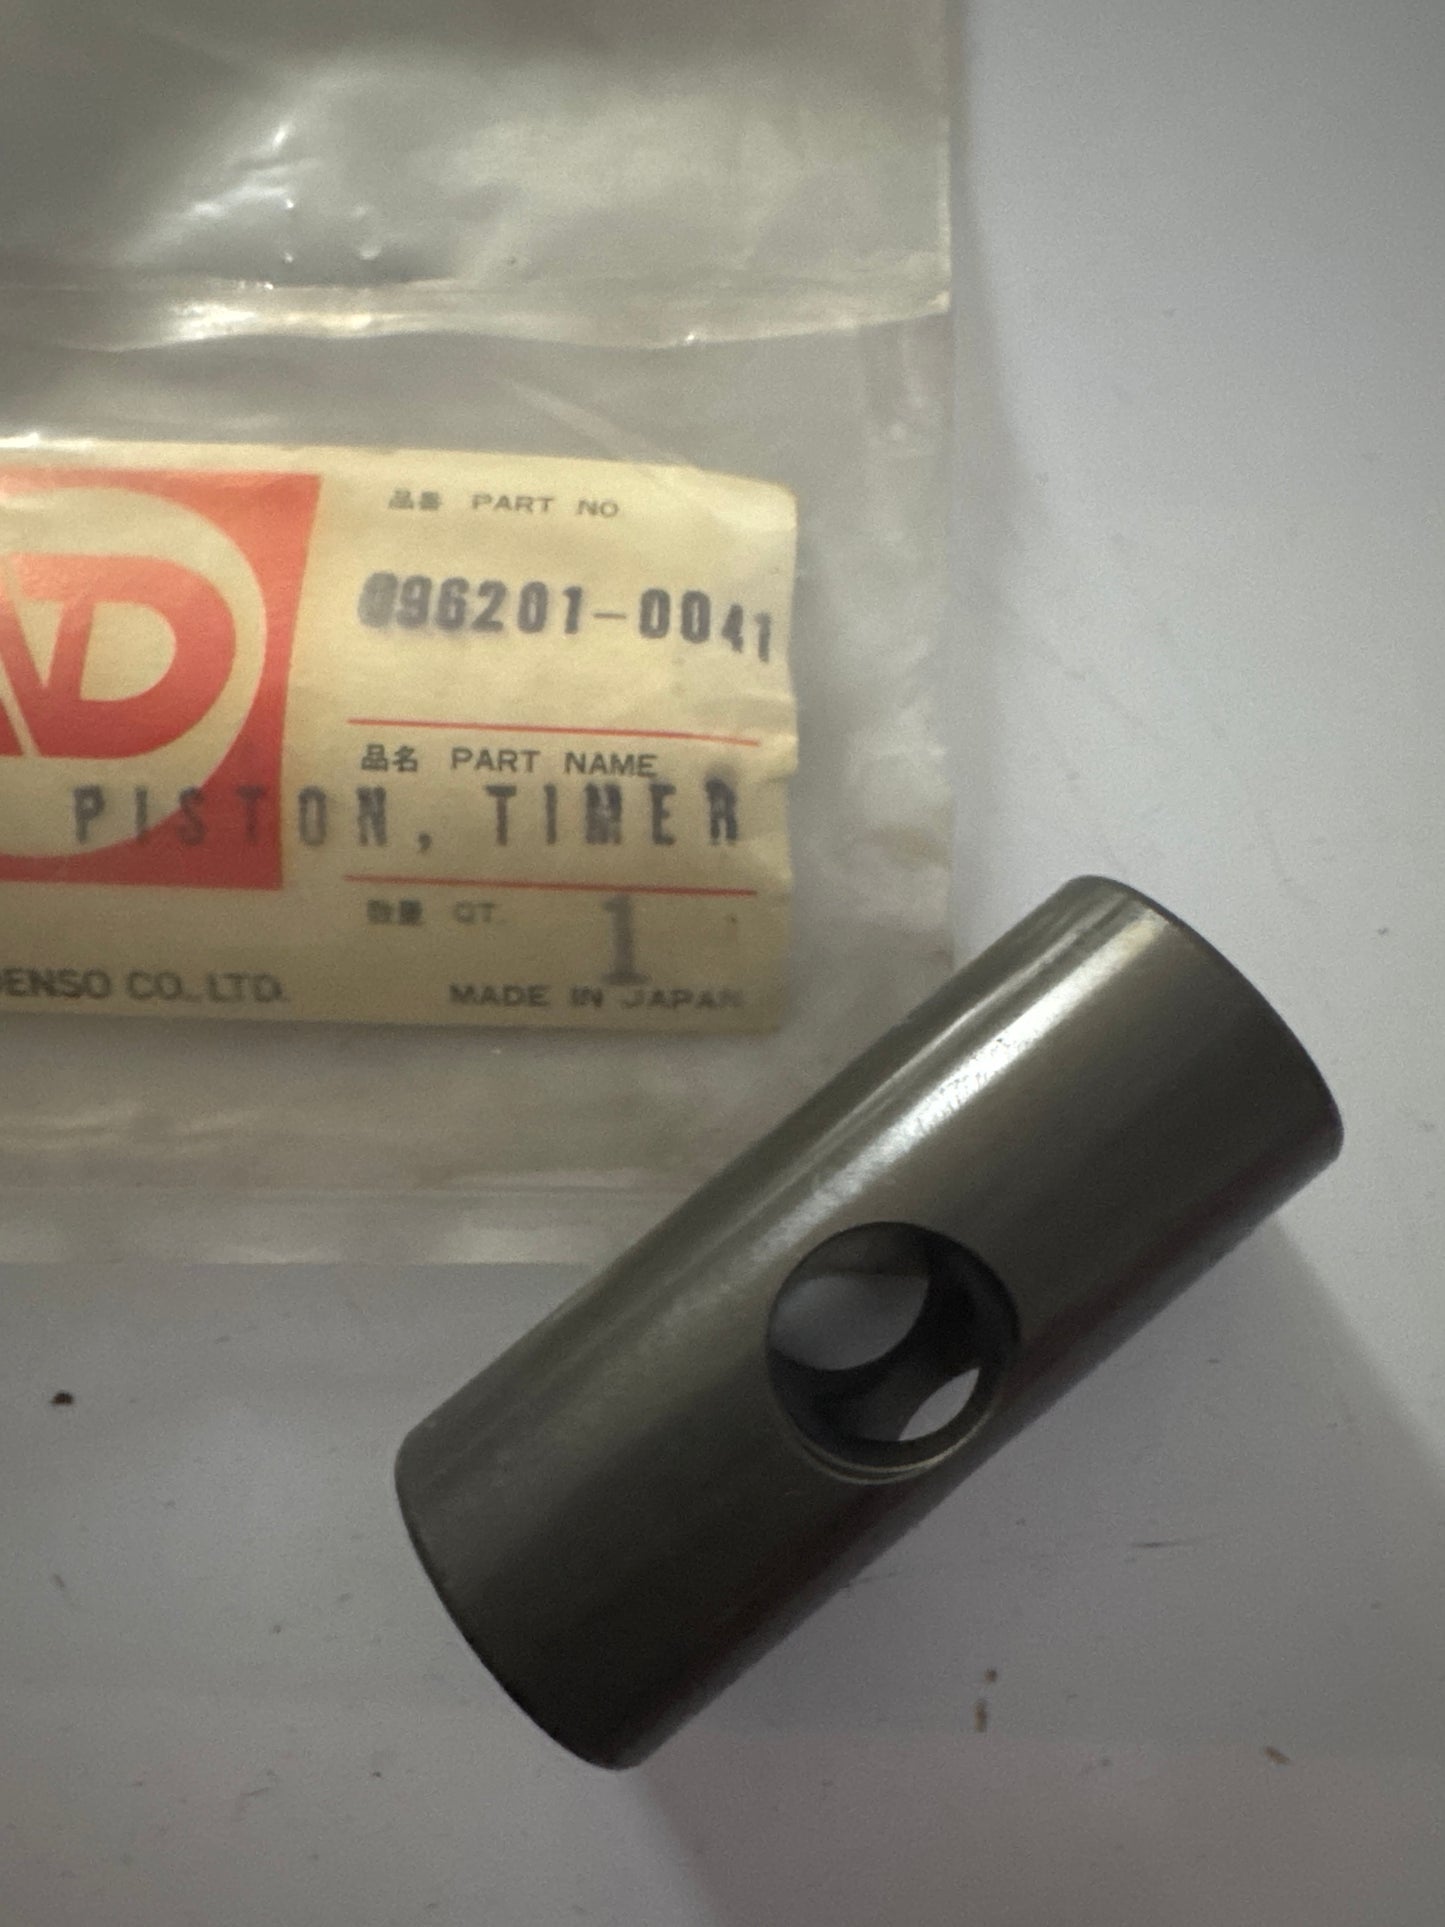 品番 PART NO
096201-0041
ND
品名 PART NAME
PISTON, TIMER
数量 QT. 1
DENSO CO.,LTD. MADE IN JAPAN